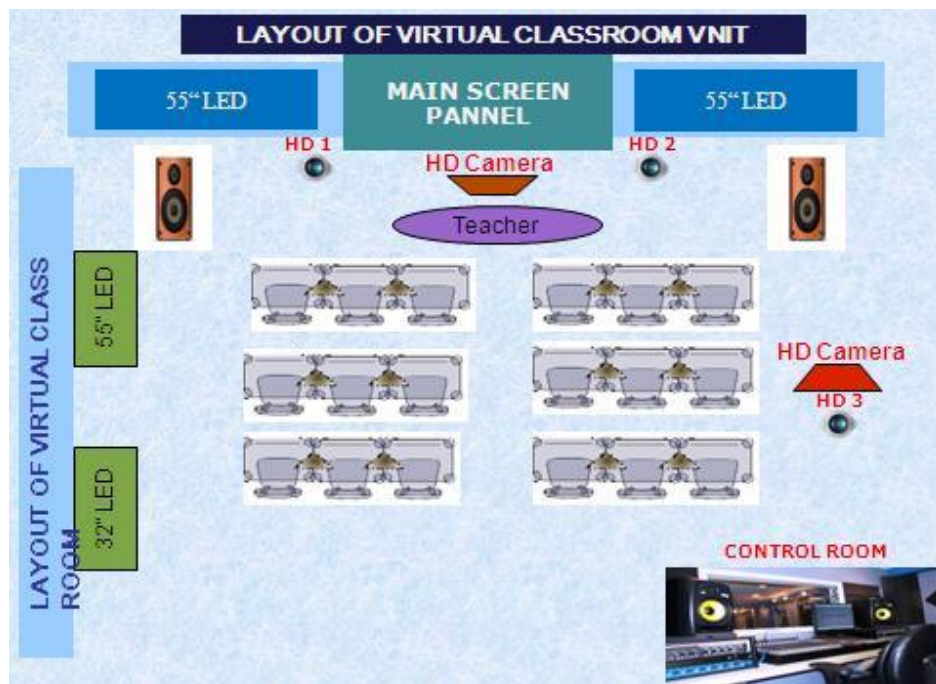 LAYOUT OF VIRTUAL CLASSROOM VNIT
55“ LED
MAIN SCREEN
PANNEL
55“ LED
HD 1
HD 2
HD Camera
Teacher
LAYOUT OF VIRTUAL CLASS
ROOM
55" LED
32" LED
HD Camera
HD 3
CONTROL ROOM